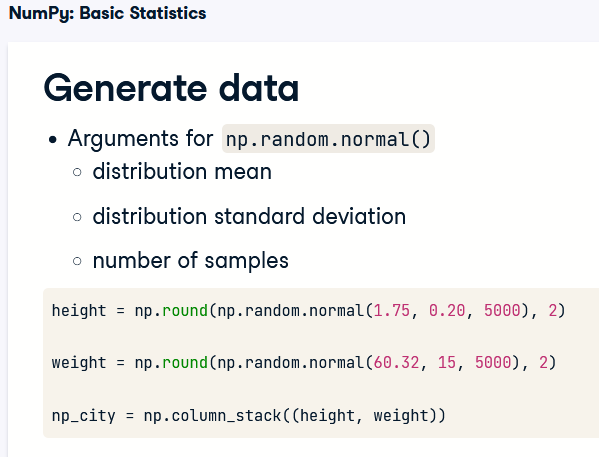 NumPy: Basic Statistics
Generate data
• Arguments for np.random.normal()
○ distribution mean
○ distribution standard deviation
○ number of samples
height = np.round(np.random.normal(1.75, 0.20, 5000), 2)
weight = np.round(np.random.normal(60.32, 15, 5000), 2)
np_city = np.column_stack((height, weight))